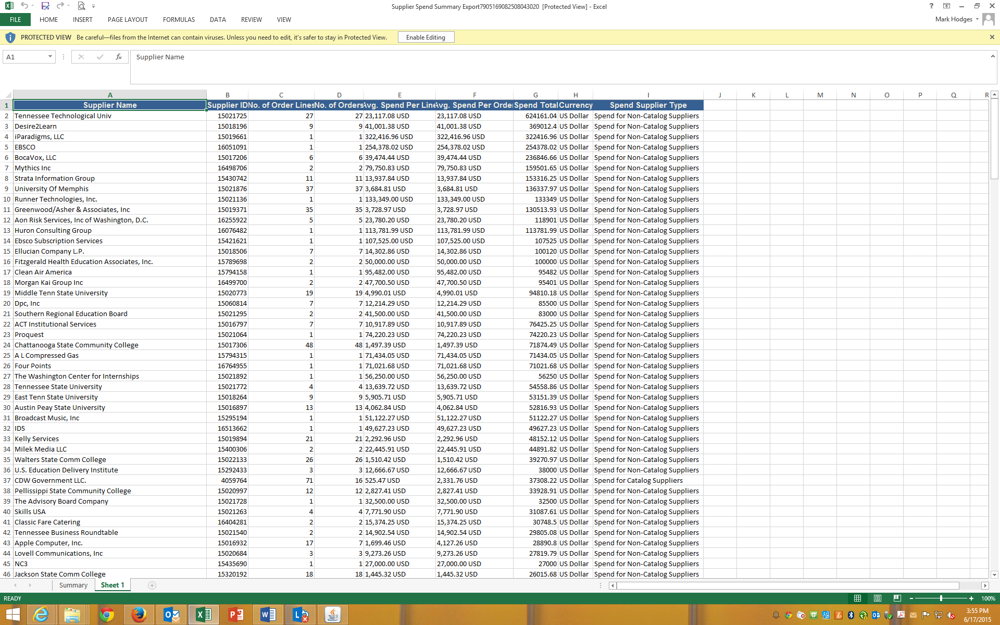 Supplier Spend Summary Export7905169082508043020 [Protected View] - Excel
FILE HOME INSERT PAGE LAYOUT FORMULAS DATA REVIEW VIEW Mark Hodges
PROTECTED VIEW Be careful—files from the Internet can contain viruses. Unless you need to edit, it's safer to stay in Protected View. Enable Editing
A1 fx Supplier Name
A B C D E F G H I J K L M N O P Q R
1 Supplier Name Supplier ID No. of Order Lines No. of Orders Avg. Spend Per Line Avg. Spend Per Order Spend Total Currency Spend Supplier Type
2 Tennessee Technological Univ 15021725 27 27 23,117.08 USD 23,117.08 USD 624161.04 US Dollar Spend for Non-Catalog Suppliers
3 Desire2Learn 15018196 9 9 41,001.38 USD 41,001.38 USD 369012.4 US Dollar Spend for Non-Catalog Suppliers
4 iParadigms, LLC 15019661 1 1 322,416.96 USD 322,416.96 USD 322416.96 US Dollar Spend for Non-Catalog Suppliers
5 EBSCO 16051091 1 1 254,378.02 USD 254,378.02 USD 254378.02 US Dollar Spend for Non-Catalog Suppliers
6 BocaVox, LLC 15017206 6 6 39,474.44 USD 39,474.44 USD 236846.66 US Dollar Spend for Non-Catalog Suppliers
7 Mythics Inc 16498706 2 2 79,750.83 USD 79,750.83 USD 159501.65 US Dollar Spend for Non-Catalog Suppliers
8 Strata Information Group 15430742 11 11 13,937.84 USD 13,937.84 USD 153316.25 US Dollar Spend for Non-Catalog Suppliers
9 University Of Memphis 15021876 37 37 3,684.81 USD 3,684.81 USD 136337.97 US Dollar Spend for Non-Catalog Suppliers
10 Runner Technologies, Inc. 15021136 1 1 133,349.00 USD 133,349.00 USD 133349 US Dollar Spend for Non-Catalog Suppliers
11 Greenwood/Asher & Associates, Inc 15019371 35 35 3,728.97 USD 3,728.97 USD 130513.93 US Dollar Spend for Non-Catalog Suppliers
12 Aon Risk Services, Inc of Washington, D.C. 16255922 5 5 23,780.20 USD 23,780.20 USD 118901 US Dollar Spend for Non-Catalog Suppliers
13 Huron Consulting Group 16076482 1 1 113,781.99 USD 113,781.99 USD 113781.99 US Dollar Spend for Non-Catalog Suppliers
14 Ebsco Subscription Services 15421621 1 1 107,525.00 USD 107,525.00 USD 107525 US Dollar Spend for Non-Catalog Suppliers
15 Ellucian Company L.P. 15018506 7 7 14,302.86 USD 14,302.86 USD 100120 US Dollar Spend for Non-Catalog Suppliers
16 Fitzgerald Health Education Associates, Inc. 15789698 2 2 50,000.00 USD 50,000.00 USD 100000 US Dollar Spend for Non-Catalog Suppliers
17 Clean Air America 15794158 1 1 95,482.00 USD 95,482.00 USD 95482 US Dollar Spend for Non-Catalog Suppliers
18 Morgan Kai Group Inc 16499700 2 2 47,700.50 USD 47,700.50 USD 95401 US Dollar Spend for Non-Catalog Suppliers
19 Middle Tenn State University 15020773 19 19 4,990.01 USD 4,990.01 USD 94810.18 US Dollar Spend for Non-Catalog Suppliers
20 Dpc, Inc 15060814 7 7 12,214.29 USD 12,214.29 USD 85500 US Dollar Spend for Non-Catalog Suppliers
21 Southern Regional Education Board 15021295 2 2 41,500.00 USD 41,500.00 USD 83000 US Dollar Spend for Non-Catalog Suppliers
22 ACT Institutional Services 15016797 7 7 10,917.89 USD 10,917.89 USD 76425.25 US Dollar Spend for Non-Catalog Suppliers
23 Proquest 15021064 1 1 74,220.23 USD 74,220.23 USD 74220.23 US Dollar Spend for Non-Catalog Suppliers
24 Chattanooga State Community College 15017306 48 48 1,497.39 USD 1,497.39 USD 71874.49 US Dollar Spend for Non-Catalog Suppliers
25 A L Compressed Gas 15794315 1 1 71,434.05 USD 71,434.05 USD 71434.05 US Dollar Spend for Non-Catalog Suppliers
26 Four Points 16764955 1 1 71,021.68 USD 71,021.68 USD 71021.68 US Dollar Spend for Non-Catalog Suppliers
27 The Washington Center for Internships 15021892 1 1 56,250.00 USD 56,250.00 USD 56250 US Dollar Spend for Non-Catalog Suppliers
28 Tennessee State University 15021772 4 4 13,639.72 USD 13,639.72 USD 54558.86 US Dollar Spend for Non-Catalog Suppliers
29 East Tenn State University 15018264 9 9 5,905.71 USD 5,905.71 USD 53151.39 US Dollar Spend for Non-Catalog Suppliers
30 Austin Peay State University 15016897 13 13 4,062.84 USD 4,062.84 USD 52816.93 US Dollar Spend for Non-Catalog Suppliers
31 Broadcast Music, Inc 15295194 1 1 51,122.27 USD 51,122.27 USD 51122.27 US Dollar Spend for Non-Catalog Suppliers
32 IDS 16513662 1 1 49,627.23 USD 49,627.23 USD 49627.23 US Dollar Spend for Non-Catalog Suppliers
33 Kelly Services 15019894 21 21 2,292.96 USD 2,292.96 USD 48152.12 US Dollar Spend for Non-Catalog Suppliers
34 Milek Media LLC 15400306 2 2 22,445.91 USD 22,445.91 USD 44891.82 US Dollar Spend for Non-Catalog Suppliers
35 Walters State Comm College 15022133 26 26 1,510.42 USD 1,510.42 USD 39270.97 US Dollar Spend for Non-Catalog Suppliers
36 U.S. Education Delivery Institute 15292433 3 3 12,666.67 USD 12,666.67 USD 38000 US Dollar Spend for Non-Catalog Suppliers
37 CDW Government LLC. 4059764 71 16 525.47 USD 2,331.76 USD 37308.22 US Dollar Spend for Catalog Suppliers
38 Pellissippi State Community College 15020997 12 12 2,827.41 USD 2,827.41 USD 33928.91 US Dollar Spend for Non-Catalog Suppliers
39 The Advisory Board Company 15021728 1 1 32,500.00 USD 32,500.00 USD 32500 US Dollar Spend for Non-Catalog Suppliers
40 Skills USA 15021263 4 4 7,771.90 USD 7,771.90 USD 31087.61 US Dollar Spend for Non-Catalog Suppliers
41 Classic Fare Catering 16404281 2 2 15,374.25 USD 15,374.25 USD 30748.5 US Dollar Spend for Non-Catalog Suppliers
42 Tennessee Business Roundtable 15021540 2 2 14,902.54 USD 14,902.54 USD 29805.08 US Dollar Spend for Non-Catalog Suppliers
43 Apple Computer, Inc. 15016932 17 7 1,699.46 USD 4,127.26 USD 28890.8 US Dollar Spend for Non-Catalog Suppliers
44 Lovell Communications, Inc 15020684 3 3 9,273.26 USD 9,273.26 USD 27819.79 US Dollar Spend for Non-Catalog Suppliers
45 NC3 15435690 1 1 27,000.00 USD 27,000.00 USD 27000 US Dollar Spend for Non-Catalog Suppliers
46 Jackson State Comm College 15320192 18 18 1,445.32 USD 1,445.32 USD 26015.68 US Dollar Spend for Non-Catalog Suppliers
Summary Sheet 1
READY 100%
3:55 PM
6/17/2015